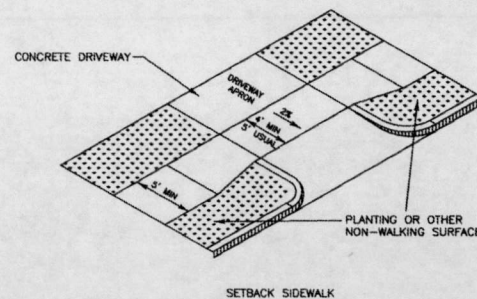 CONCRETE DRIVEWAY
DRIVEWAY
APRON
2%
4' MIN
5' USUAL
5' MIN
PLANTING OR OTHER
NON-WALKING SURFACE
SETBACK SIDEWALK